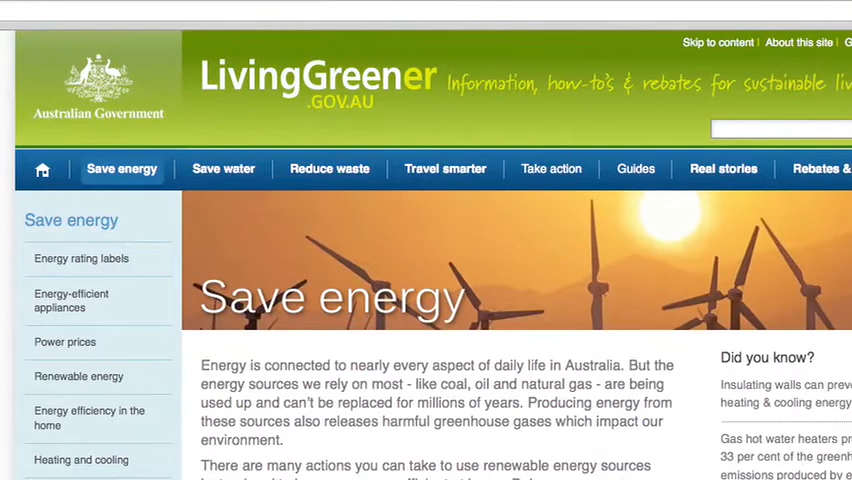 Skip to content | About this site |
LivingGreener
.GOV.AU
Information, how-to's & rebates for sustainable
Australian Government
Save energy
Save water
Reduce waste
Travel smarter
Take action
Guides
Real stories
Rebates &
Save energy
Energy rating labels
Energy-efficient
appliances
Power prices
Renewable energy
Energy efficiency in the
home
Heating and cooling
Save energy
Energy is connected to nearly every aspect of daily life in Australia. But the
energy sources we rely on most - like coal, oil and natural gas - are being
used up and can't be replaced for millions of years. Producing energy from
these sources also releases harmful greenhouse gases which impact our
environment.
There are many actions you can take to use renewable energy sources
Did you know?
Insulating walls can
heating & cooling energy
Gas hot water heaters
33 per cent of the
emissions produced by